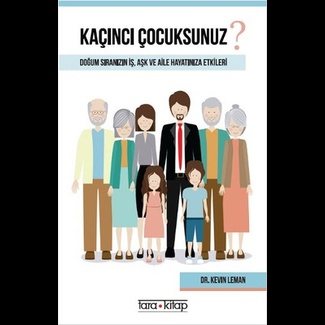 KAÇINCI ÇOCUKSUNUZ?
DOĞUM SIRANIZIN İŞ, AŞK VE AİLE HAYATINIZA ETKİLERİ
DR. KEVIN LEMAN
tara•kitap